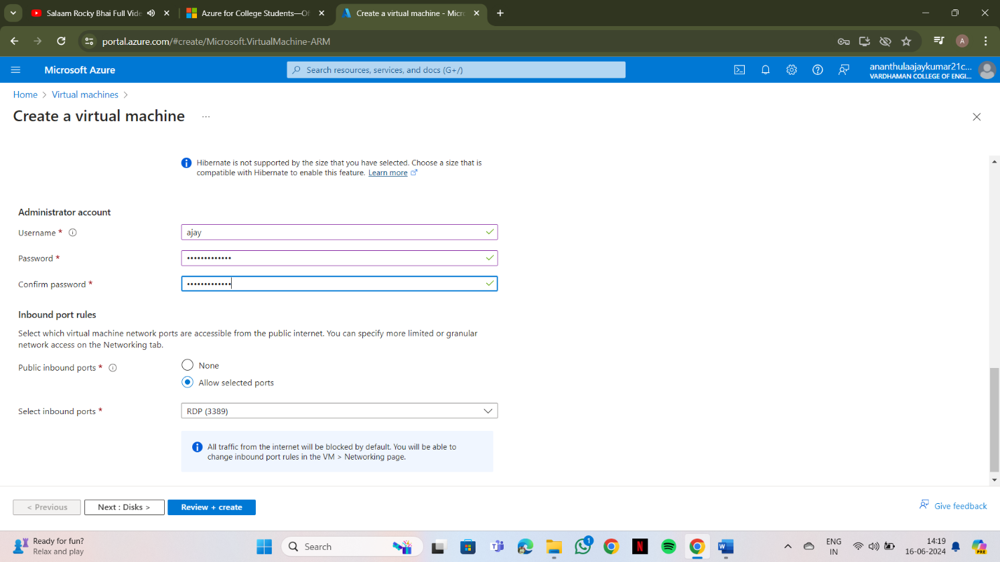 Salaam Rocky Bhai Full Vide
Azure for College Students—Of
Create a virtual machine - Micro
portal.azure.com/#create/Microsoft.VirtualMachine-ARM
A
Microsoft Azure
Search resources, services, and docs (G+/)
ananthulaajaykumar21c...
VARDHAMAN COLLEGE OF ENGI...
Home > Virtual machines >
Create a virtual machine ...
Hibernate is not supported by the size that you have selected. Choose a size that is
compatible with Hibernate to enable this feature. Learn more
Administrator account
Username *
ajay
Password *
•••••••••••••
Confirm password *
•••••••••••••
Inbound port rules
Select which virtual machine network ports are accessible from the public internet. You can specify more limited or granular
network access on the Networking tab.
Public inbound ports *
None
Allow selected ports
Select inbound ports *
RDP (3389)
All traffic from the internet will be blocked by default. You will be able to
change inbound port rules in the VM > Networking page.
< Previous
Next : Disks >
Review + create
Give feedback
Ready for fun?
Relax and play
Search
1
N
W
ENG
IN
14:19
16-06-2024
PRE